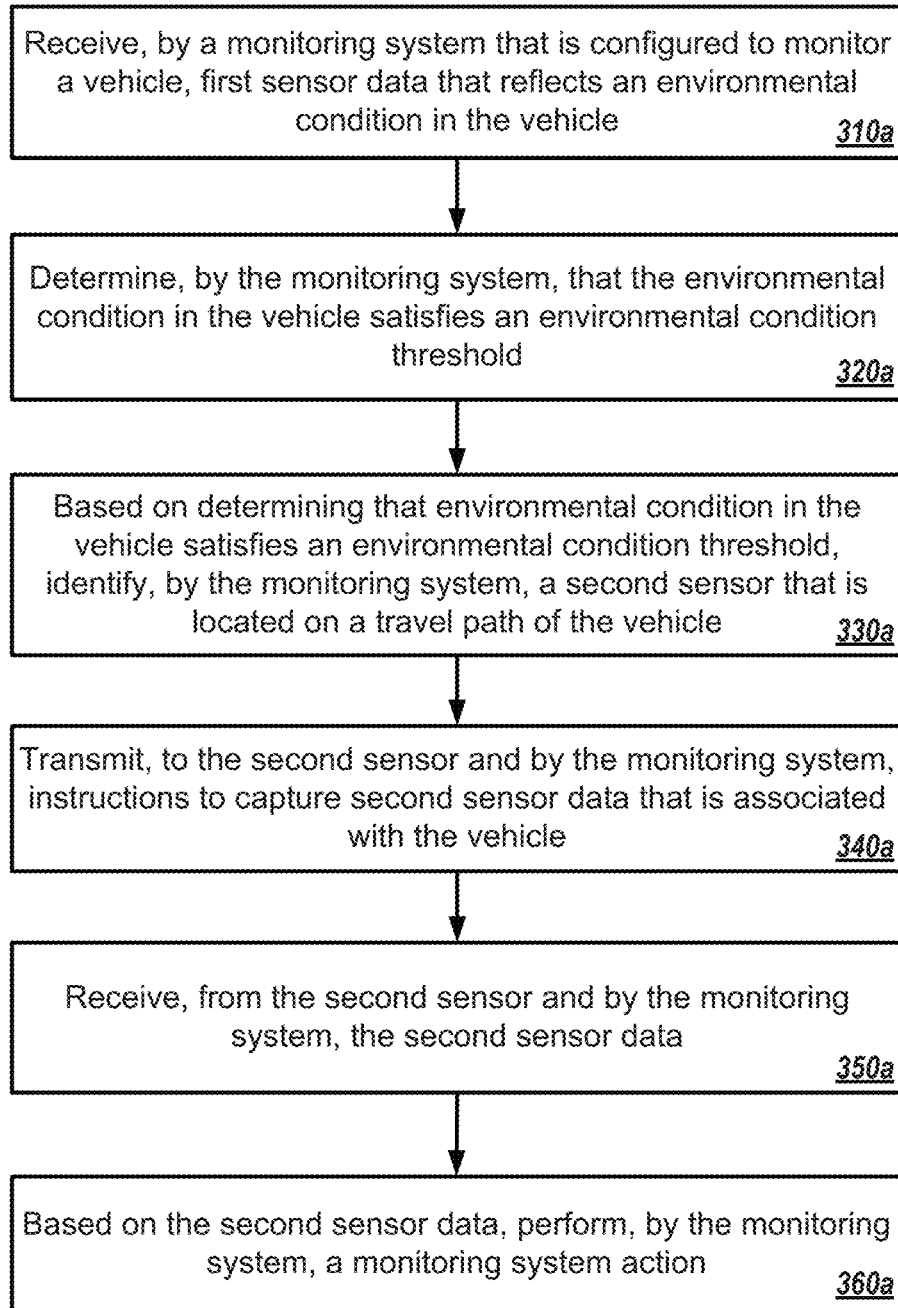 Receive, by a monitoring system that is configured to monitor
a vehicle, first sensor data that reflects an environmental
condition in the vehicle
310a
Determine, by the monitoring system, that the environmental
condition in the vehicle satisfies an environmental condition
threshold
320a
Based on determining that environmental condition in the
vehicle satisfies an environmental condition threshold,
identify, by the monitoring system, a second sensor that is
located on a travel path of the vehicle
330a
Transmit, to the second sensor and by the monitoring system,
instructions to capture second sensor data that is associated
with the vehicle
340a
Receive, from the second sensor and by the monitoring
system, the second sensor data
350a
Based on the second sensor data, perform, by the monitoring
system, a monitoring system action
360a